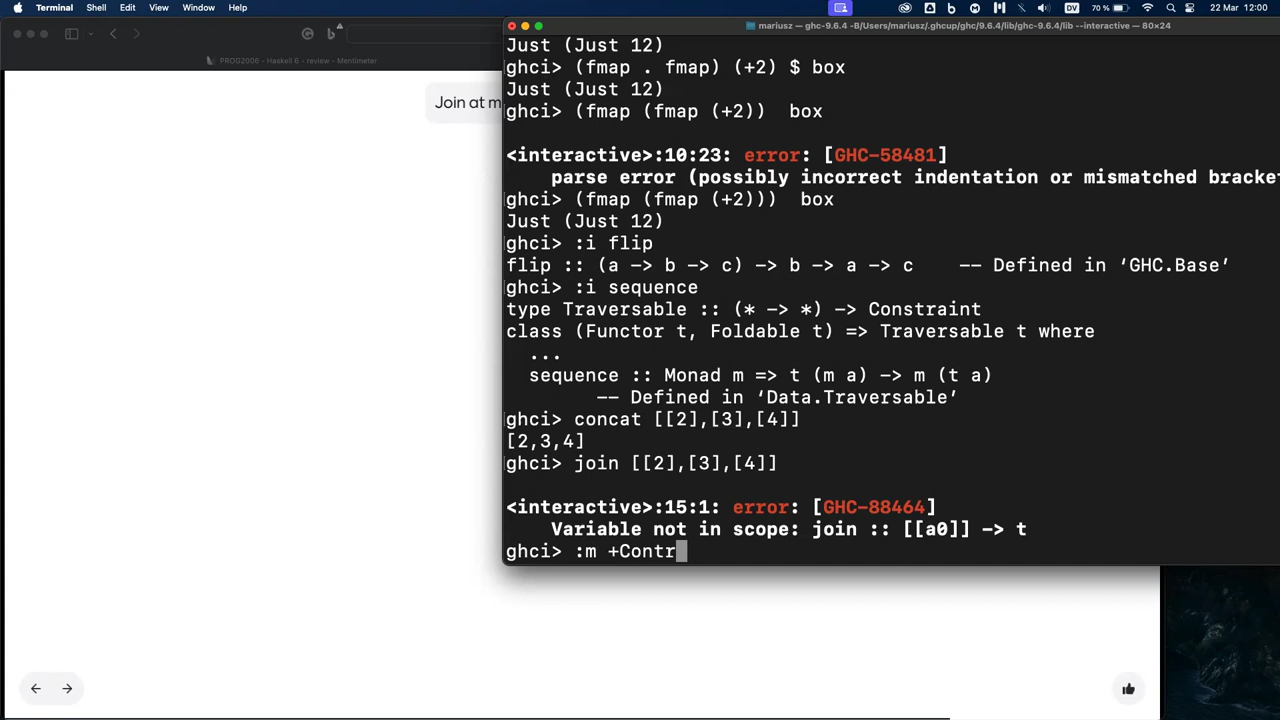 Terminal Shell Edit View Window Help
70 % 22 Mar 12:00
mariusz — ghc-9.6.4 -B/Users/mariusz/.ghcup/ghc/9.6.4/lib/ghc-9.6.4/lib --interactive — 80×24
PROG2006 - Haskell 6 - review - Mentimeter
Join at m
Just (Just 12)
ghci> (fmap . fmap) (+2) $ box
Just (Just 12)
ghci> (fmap (fmap (+2))  box
<interactive>:10:23: error: [GHC-58481]
    parse error (possibly incorrect indentation or mismatched bracket
ghci> (fmap (fmap (+2)))  box
Just (Just 12)
ghci> :i flip
flip :: (a -> b -> c) -> b -> a -> c    -- Defined in ‘GHC.Base’
ghci> :i sequence
type Traversable :: (* -> *) -> Constraint
class (Functor t, Foldable t) => Traversable t where
  ...
  sequence :: Monad m => t (m a) -> m (t a)
        -- Defined in ‘Data.Traversable’
ghci> concat [[2],[3],[4]]
[2,3,4]
ghci> join [[2],[3],[4]]
<interactive>:15:1: error: [GHC-88464]
    Variable not in scope: join :: [[a0]] -> t
ghci> :m +Contr